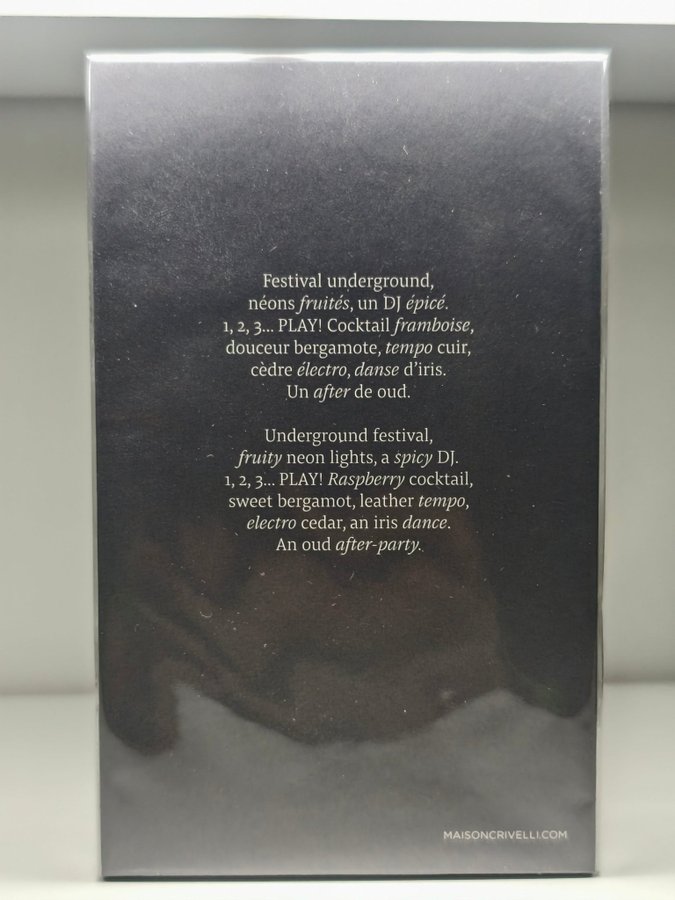 Festival underground,
néons fruités, un DJ épicé.
1, 2, 3... PLAY! Cocktail framboise,
douceur bergamote, tempo cuir,
cèdre électro, danse d'iris.
Un after de oud.
Underground festival,
fruity neon lights, a spicy DJ.
1, 2, 3... PLAY! Raspberry cocktail,
sweet bergamot, leather tempo,
electro cedar, an iris dance.
An oud after-party.
MAISONCRIVELLI.COM